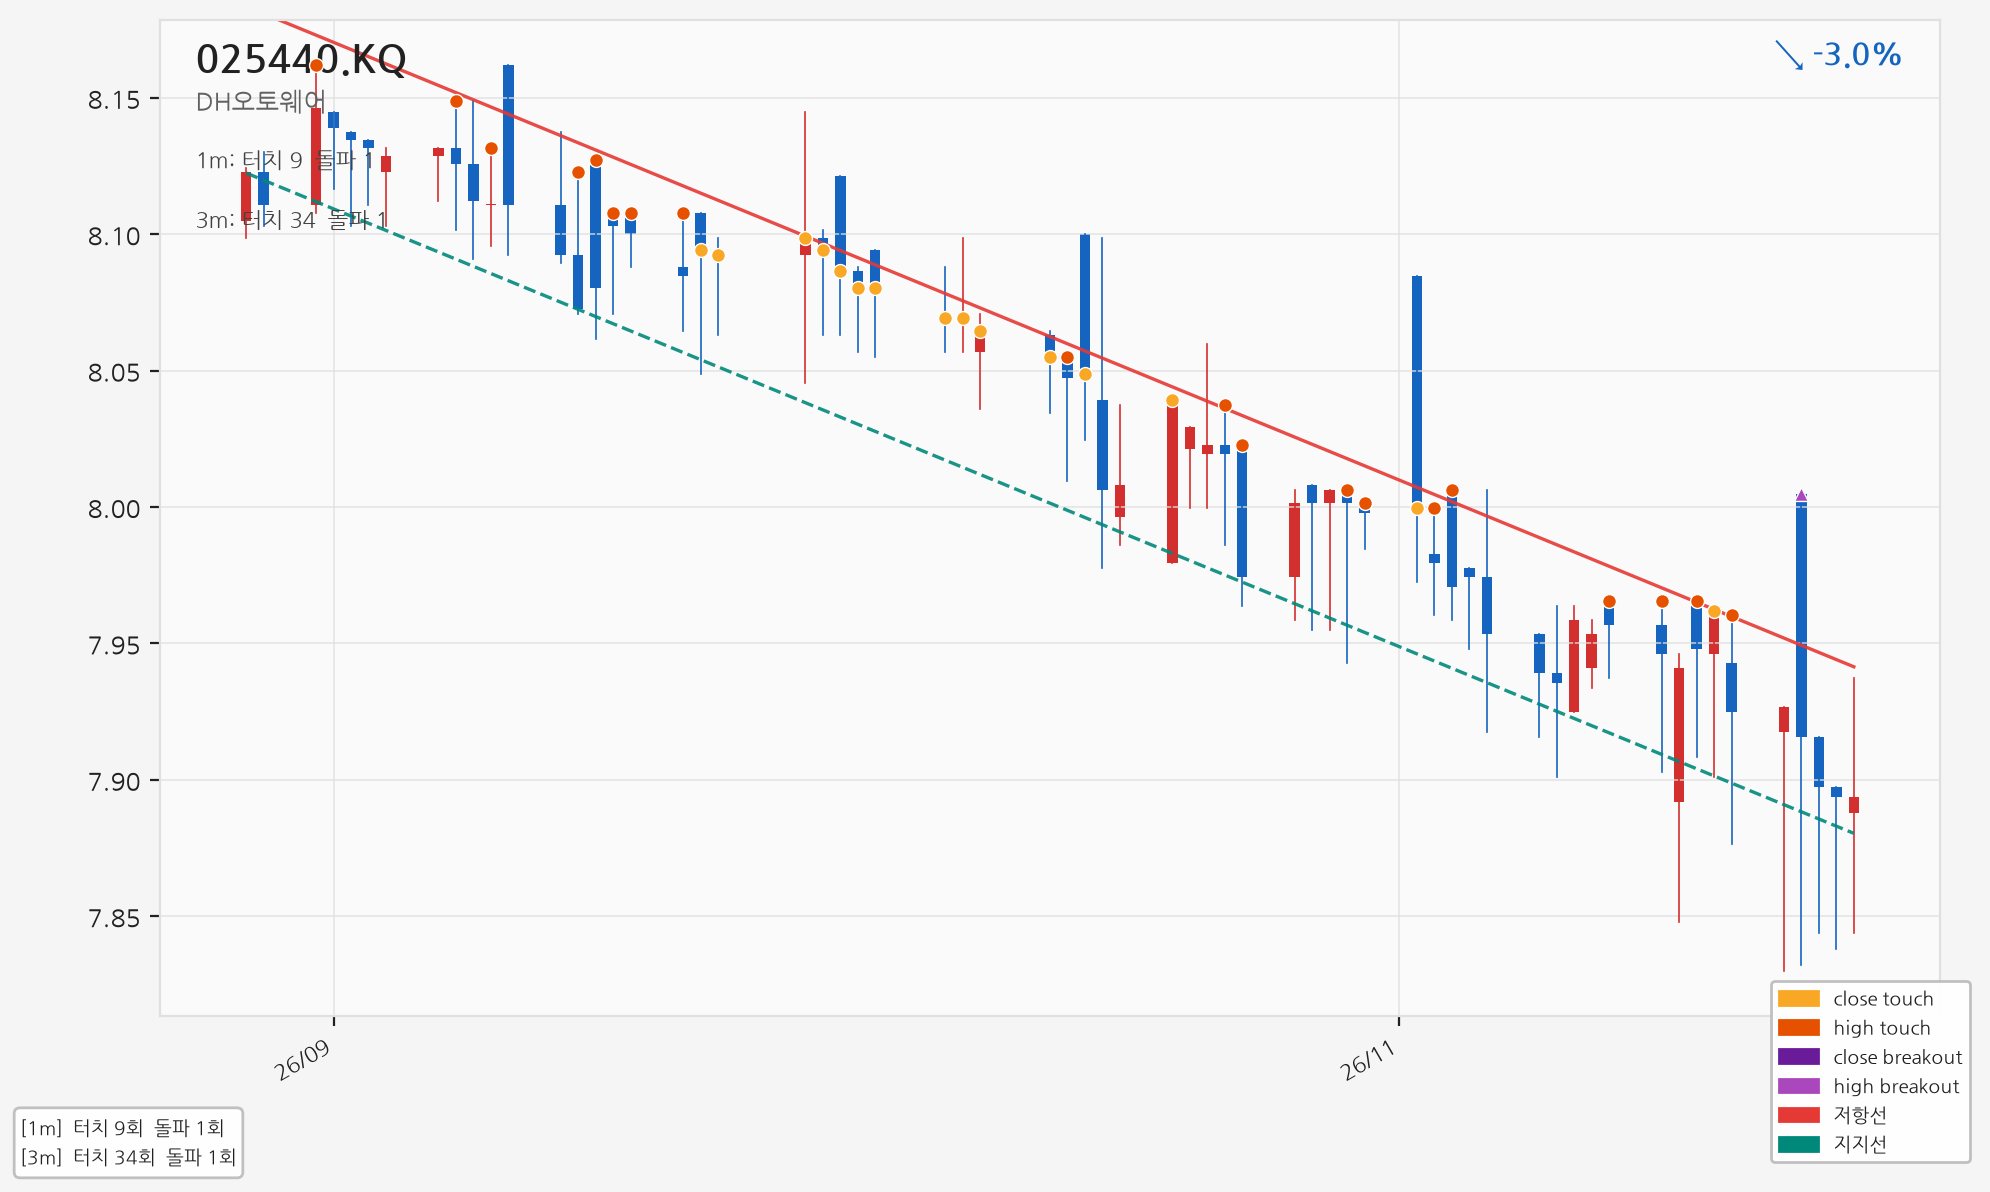 025440.KQ
DH오토웨어
-3.0%
1m: 터치 9 돌파 1
3m: 터치 34 돌파 1
8.15
8.10
8.05
8.00
7.95
7.90
7.85
26/09
26/11
close touch
high touch
close breakout
high breakout
저항선
지지선
[1m] 터치 9회 돌파 1회
[3m] 터치 34회 돌파 1회